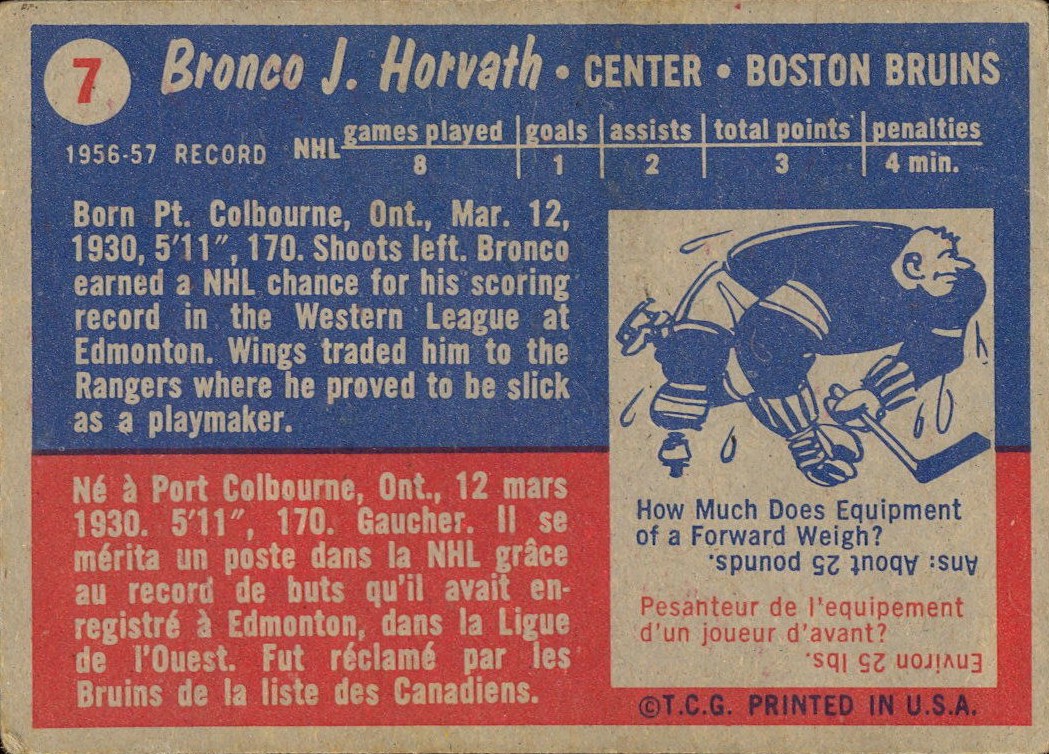 7
Bronco J. Horvath • CENTER • BOSTON BRUINS
games played goals assists total points penalties
1956-57 RECORD NHL 8 1 2 3 4 min.
Born Pt. Colbourne, Ont., Mar. 12,
1930, 5'11", 170. Shoots left. Bronco
earned a NHL chance for his scoring
record in the Western League at
Edmonton. Wings traded him to the
Rangers where he proved to be slick
as a playmaker.
Né à Port Colbourne, Ont., 12 mars
1930. 5'11", 170. Gaucher. Il se
mérita un poste dans la NHL grâce
au record de buts qu'il avait en-
registré à Edmonton, dans la Ligue
de l'Ouest. Fut réclamé par les
Bruins de la liste des Canadiens.
How Much Does Equipment
of a Forward Weigh?
Ans: About 25 pounds.
Pesanteur de l'equipement
d'un joueur d'avant?
Environ 25 lbs.
©T.C.G. PRINTED IN U.S.A.